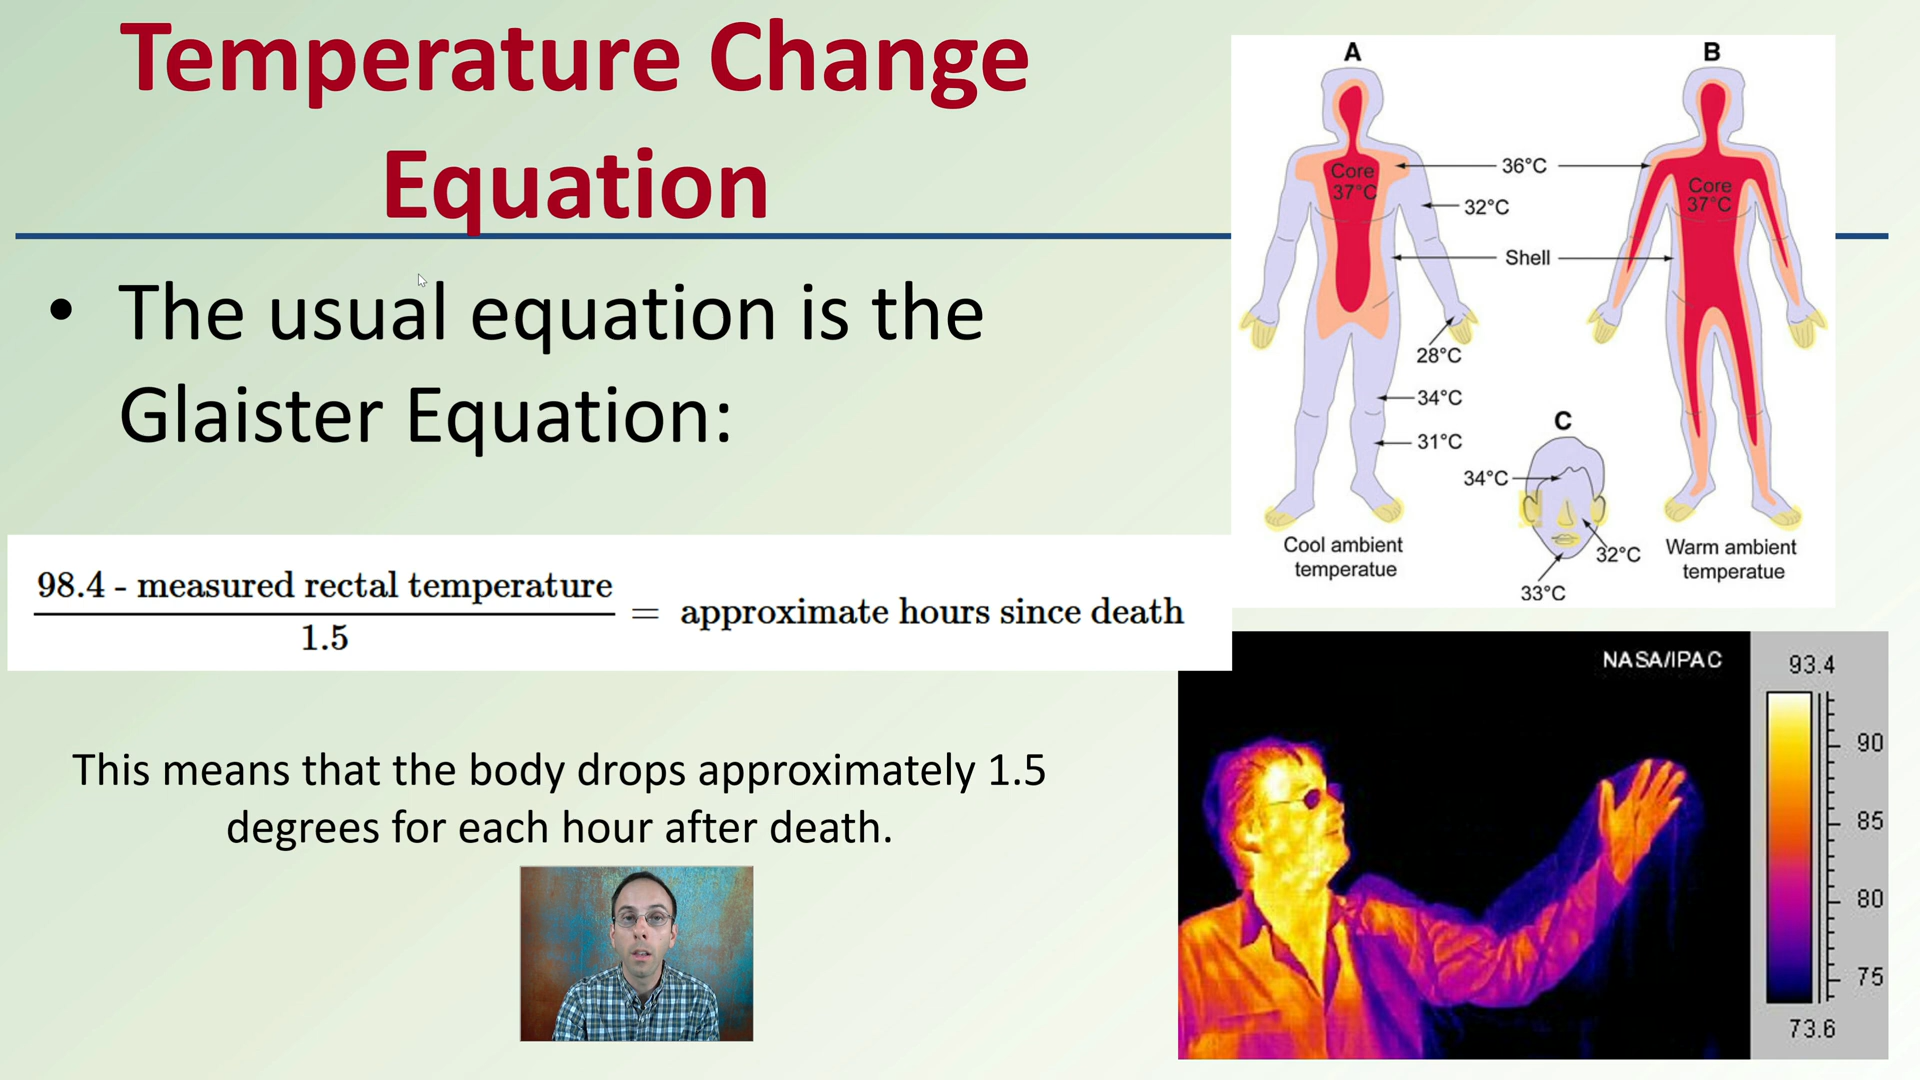 Temperature Change
Equation
• The usual equation is the
Glaister Equation:
98.4 - measured rectal temperature
1.5
= approximate hours since death
This means that the body drops approximately 1.5
degrees for each hour after death.
A
B
Core
37°C
36°C
32°C
Core
37°C
Shell
28°C
34°C
31°C
C
34°C
32°C
33°C
Cool ambient
temperatue
Warm ambient
temperatue
NASA/IPAC
93.4
90
85
80
75
73.6